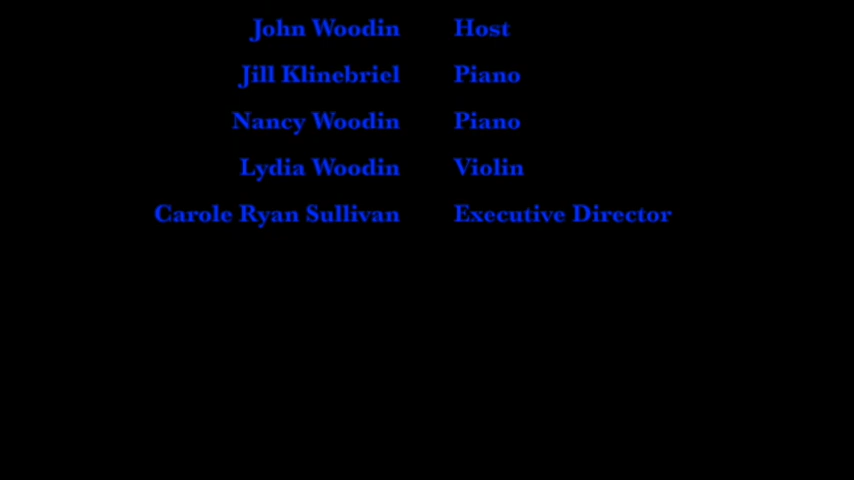 John Woodin Host
Jill Klinebriel Piano
Nancy Woodin Piano
Lydia Woodin Violin
Carole Ryan Sullivan Executive Director